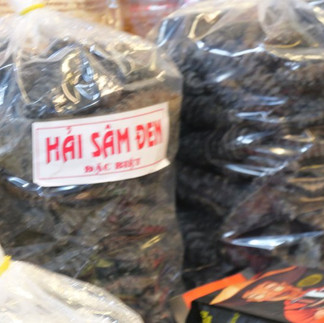 HẢI SÂM ĐEN
ĐẶC BIỆT